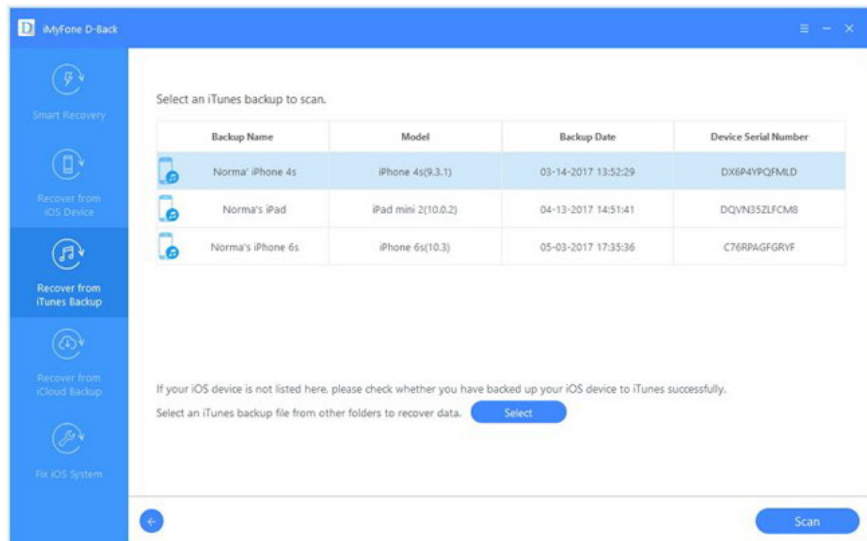 iMyFone D-Back
Smart Recovery
Recover from
iOS Device
Recover from
iTunes Backup
Recover from
iCloud Backup
Fix iOS System
Select an iTunes backup to scan.
Backup Name Model Backup Date Device Serial Number
Norma' iPhone 4s iPhone 4s(9.3.1) 03-14-2017 13:52:29 DX6P4YPQFMLD
Norma's iPad iPad mini 2(10.0.2) 04-13-2017 14:51:41 DQVN35ZLFCM8
Norma's iPhone 6s iPhone 6s(10.3) 05-03-2017 17:35:36 C76RPAGFGRYF
If your iOS device is not listed here, please check whether you have backed up your iOS device to iTunes successfully.
Select an iTunes backup file from other folders to recover data. Select
Scan